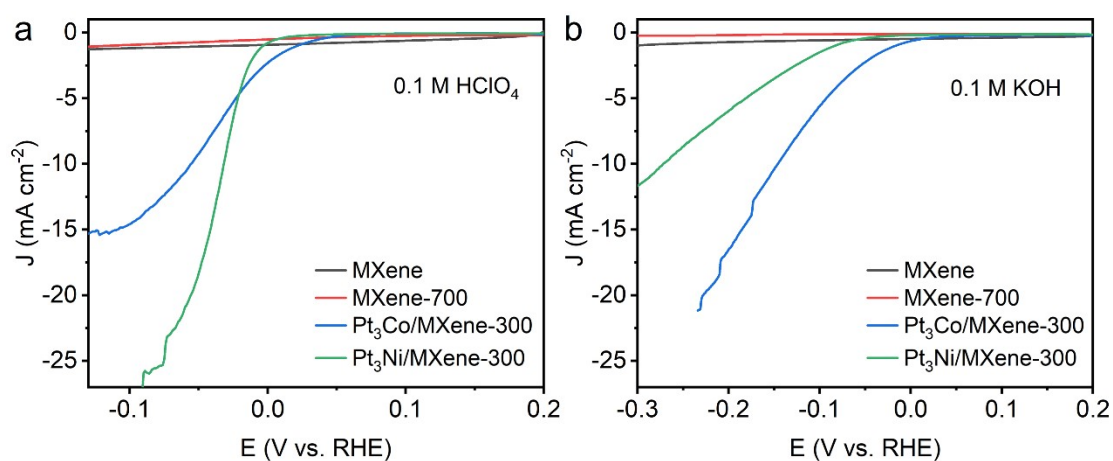 a
0
-5
-10
-15
-20
-25
J (mA cm⁻²)
0.1 M HClO₄
MXene
MXene-700
Pt₃Co/MXene-300
Pt₃Ni/MXene-300
-0.1 0.0 0.1 0.2
E (V vs. RHE)
b
0
-5
-10
-15
-20
-25
J (mA cm⁻²)
0.1 M KOH
MXene
MXene-700
Pt₃Co/MXene-300
Pt₃Ni/MXene-300
-0.3 -0.2 -0.1 0.0 0.1 0.2
E (V vs. RHE)